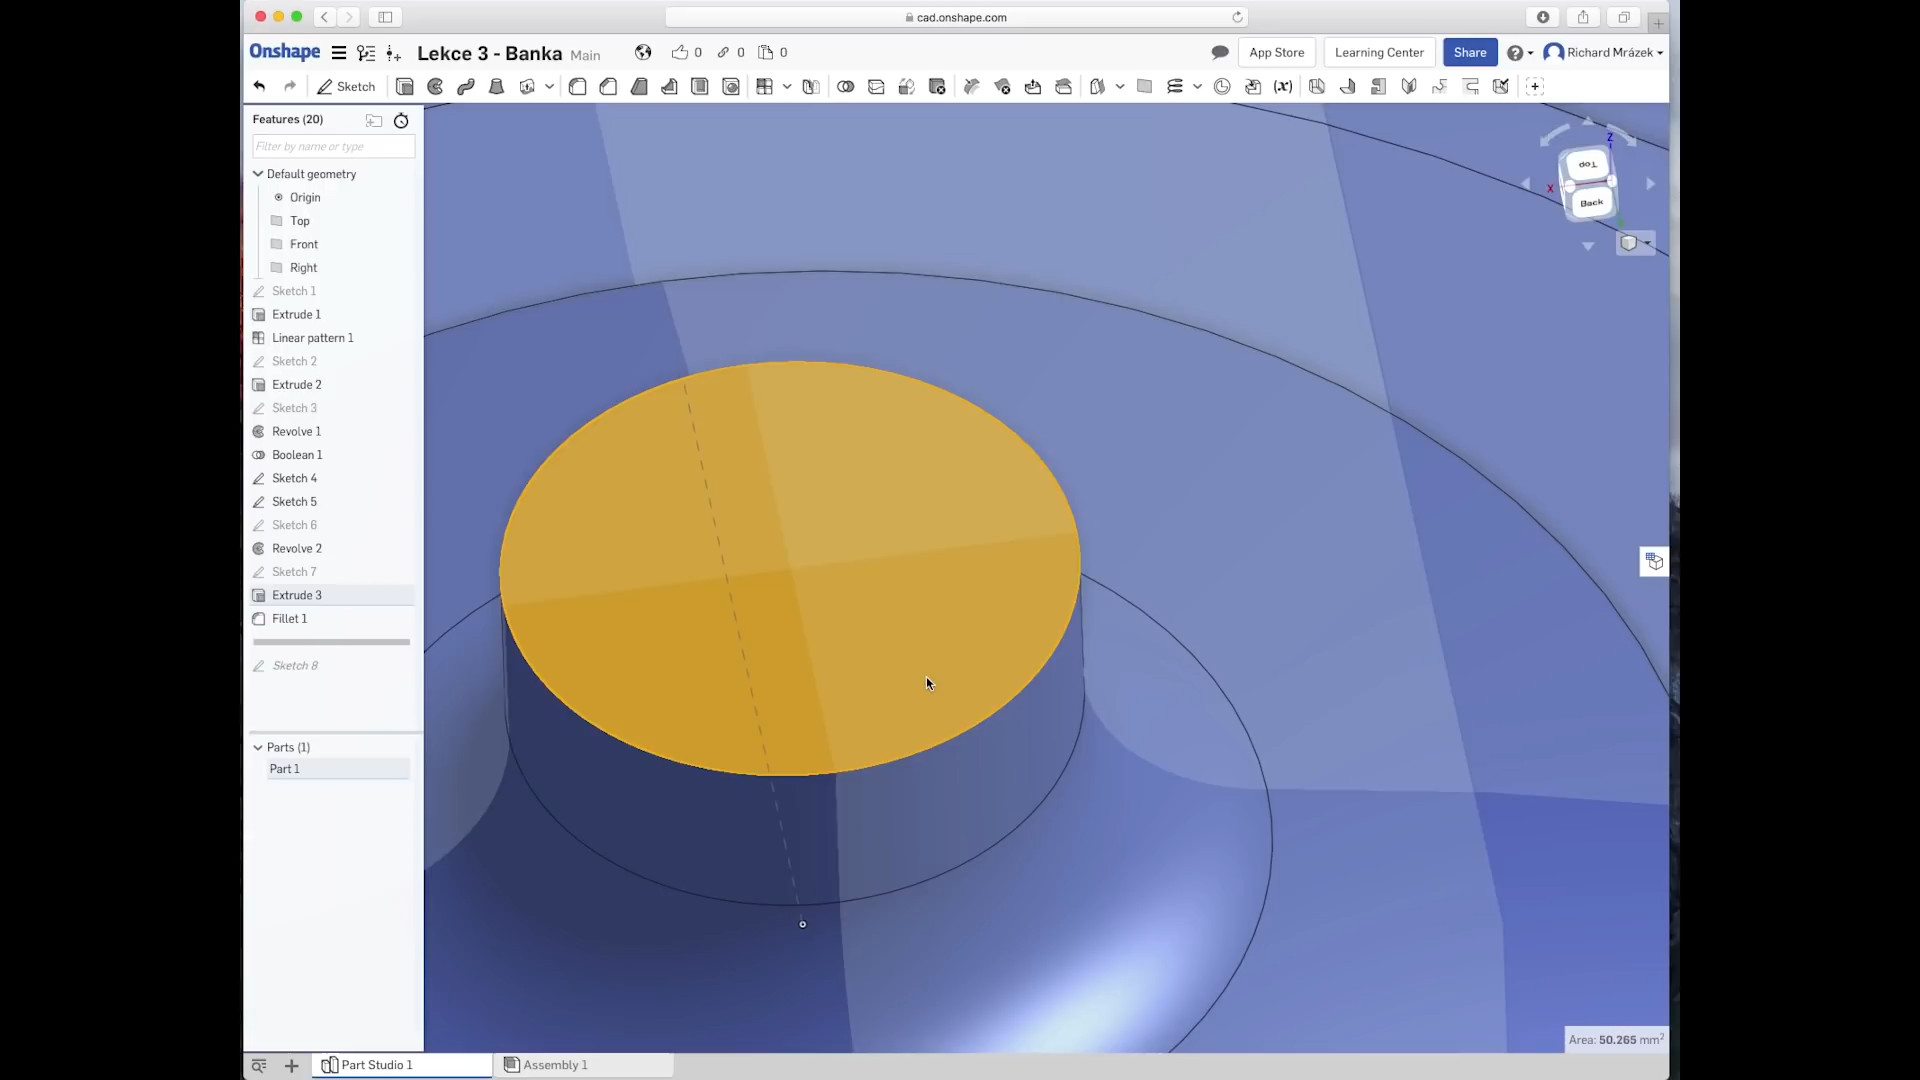 cad.onshape.com
Onshape
Lekce 3 - Banka Main
0 0 0
App Store
Learning Center
Share
Richard Mrázek
Sketch
(x)
Features (20)
Filter by name or type
Default geometry
Origin
Top
Front
Right
Sketch 1
Extrude 1
Linear pattern 1
Sketch 2
Extrude 2
Sketch 3
Revolve 1
Boolean 1
Sketch 4
Sketch 5
Sketch 6
Revolve 2
Sketch 7
Extrude 3
Fillet 1
Sketch 8
Parts (1)
Part 1
Z
Top
X
Back
Area: 50.265 mm²
Part Studio 1
Assembly 1